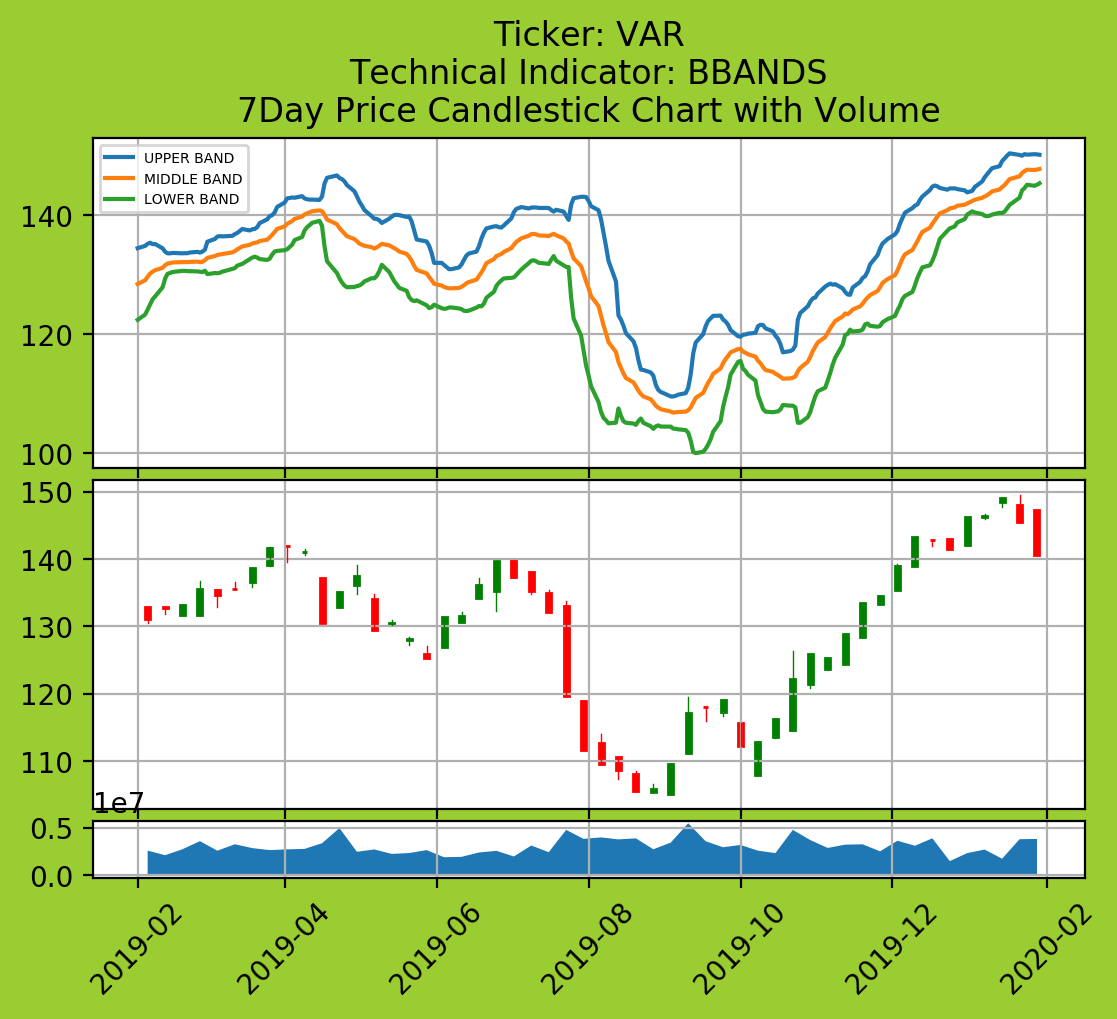 Ticker: VAR
Technical Indicator: BBANDS
7Day Price Candlestick Chart with Volume
UPPER BAND
MIDDLE BAND
LOWER BAND
140
120
100
150
140
130
120
110
1e7
0.5
0.0
2019-02
2019-04
2019-06
2019-08
2019-10
2019-12
2020-02